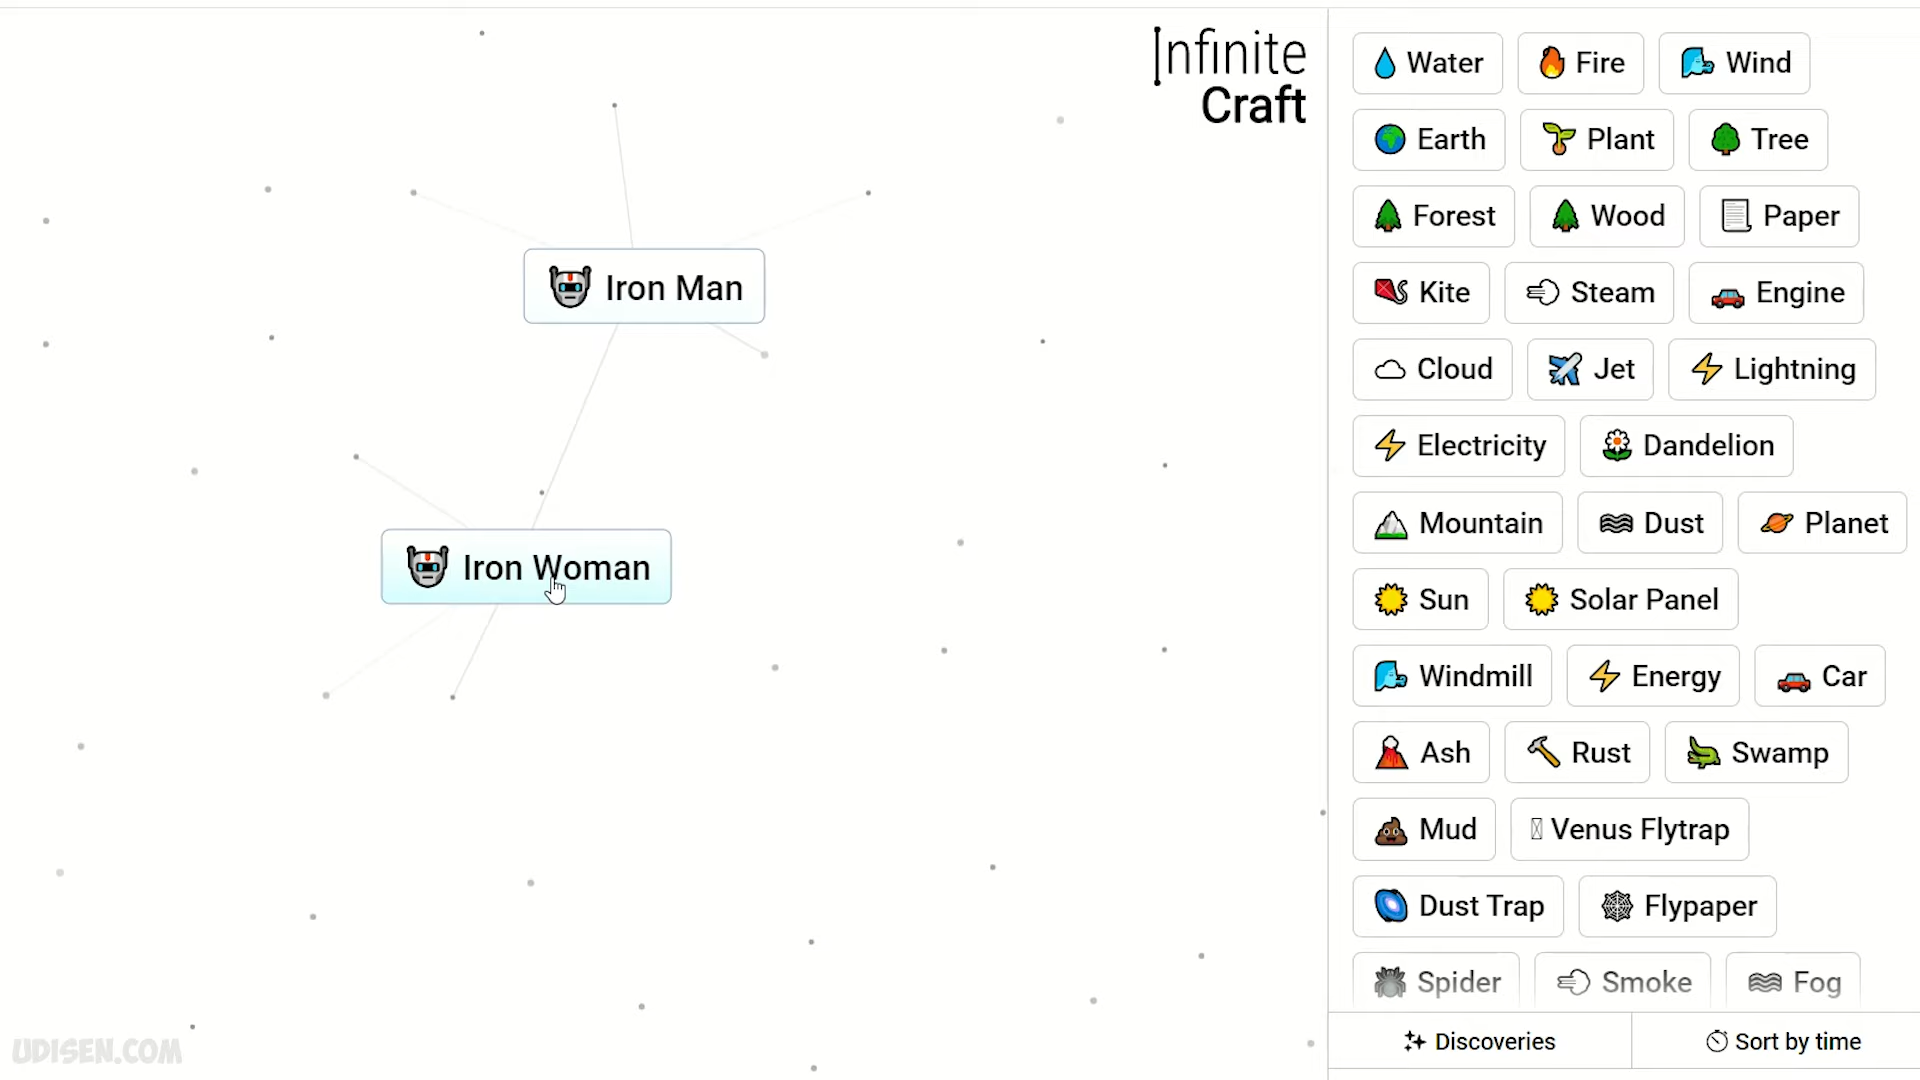 Infinite
Craft
Iron Man
Iron Woman
Water Fire Wind
Earth Plant Tree
Forest Wood Paper
Kite Steam Engine
Cloud Jet Lightning
Electricity Dandelion
Mountain Dust Planet
Sun Solar Panel
Windmill Energy Car
Ash Rust Swamp
Mud Venus Flytrap
Dust Trap Flypaper
Spider Smoke Fog
Discoveries Sort by time
UDISEN.COM